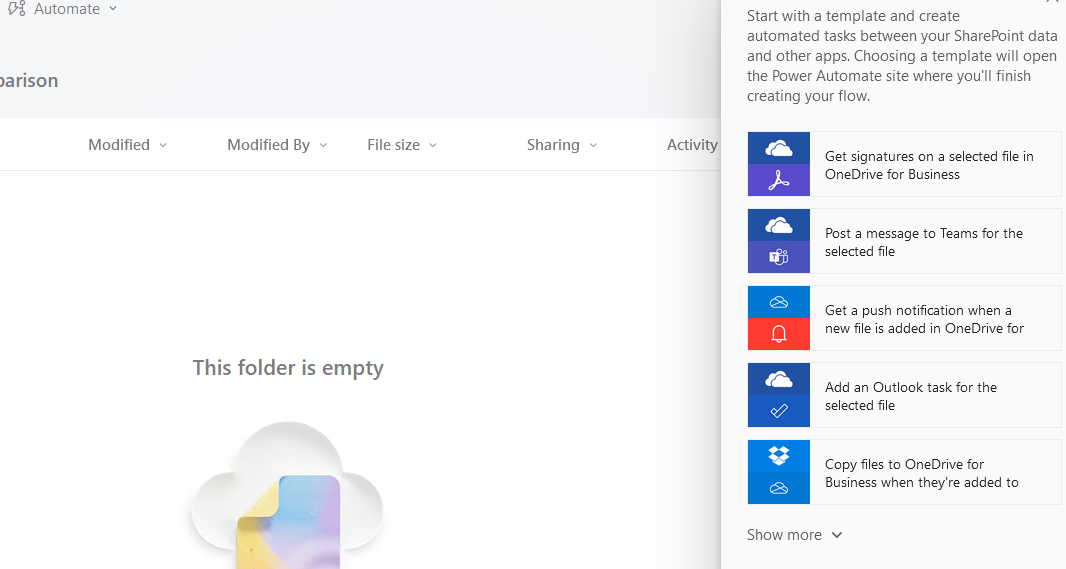 Automate
parison
Modified
Modified By
File size
Sharing
Activity
This folder is empty
Start with a template and create
automated tasks between your SharePoint data
and other apps. Choosing a template will open
the Power Automate site where you'll finish
creating your flow.
Get signatures on a selected file in
OneDrive for Business
Post a message to Teams for the
selected file
Get a push notification when a
new file is added in OneDrive for
Add an Outlook task for the
selected file
Copy files to OneDrive for
Business when they're added to
Show more